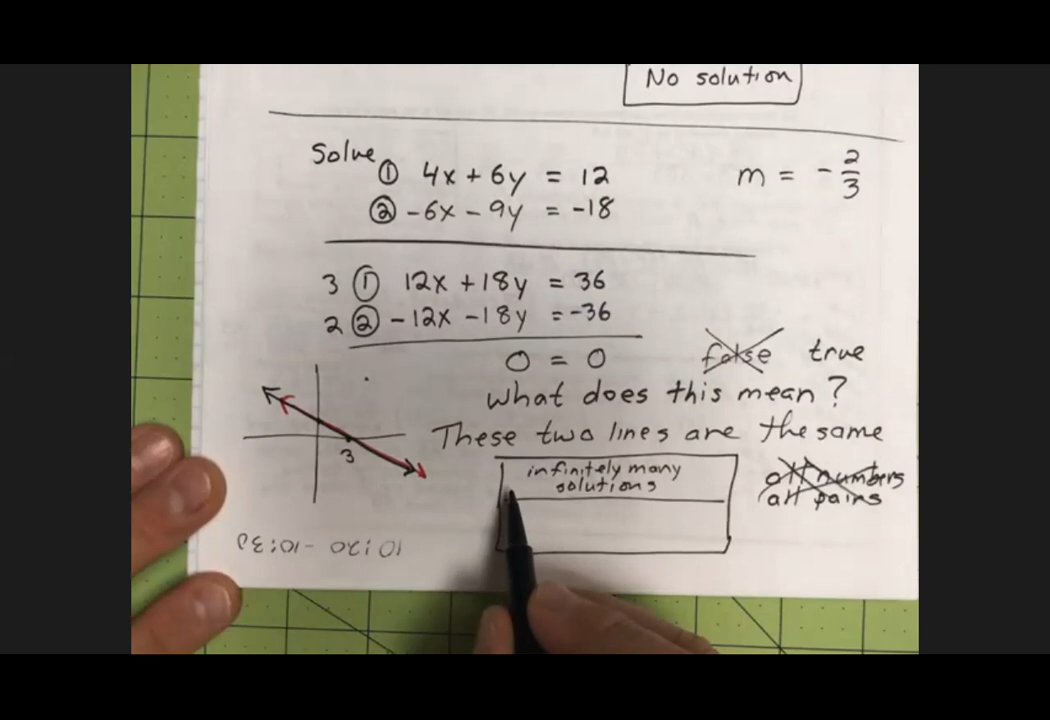 No solution
Solve
① 4x + 6y = 12
m = - 2/3
② -6x - 9y = -18
3 ① 12x + 18y = 36
2 ② -12x - 18y = -36
0 = 0 false true
what does this mean?
These two lines are the same
3
infinitely many
solutions
all numbers
all pairs
10:20 - 10:30